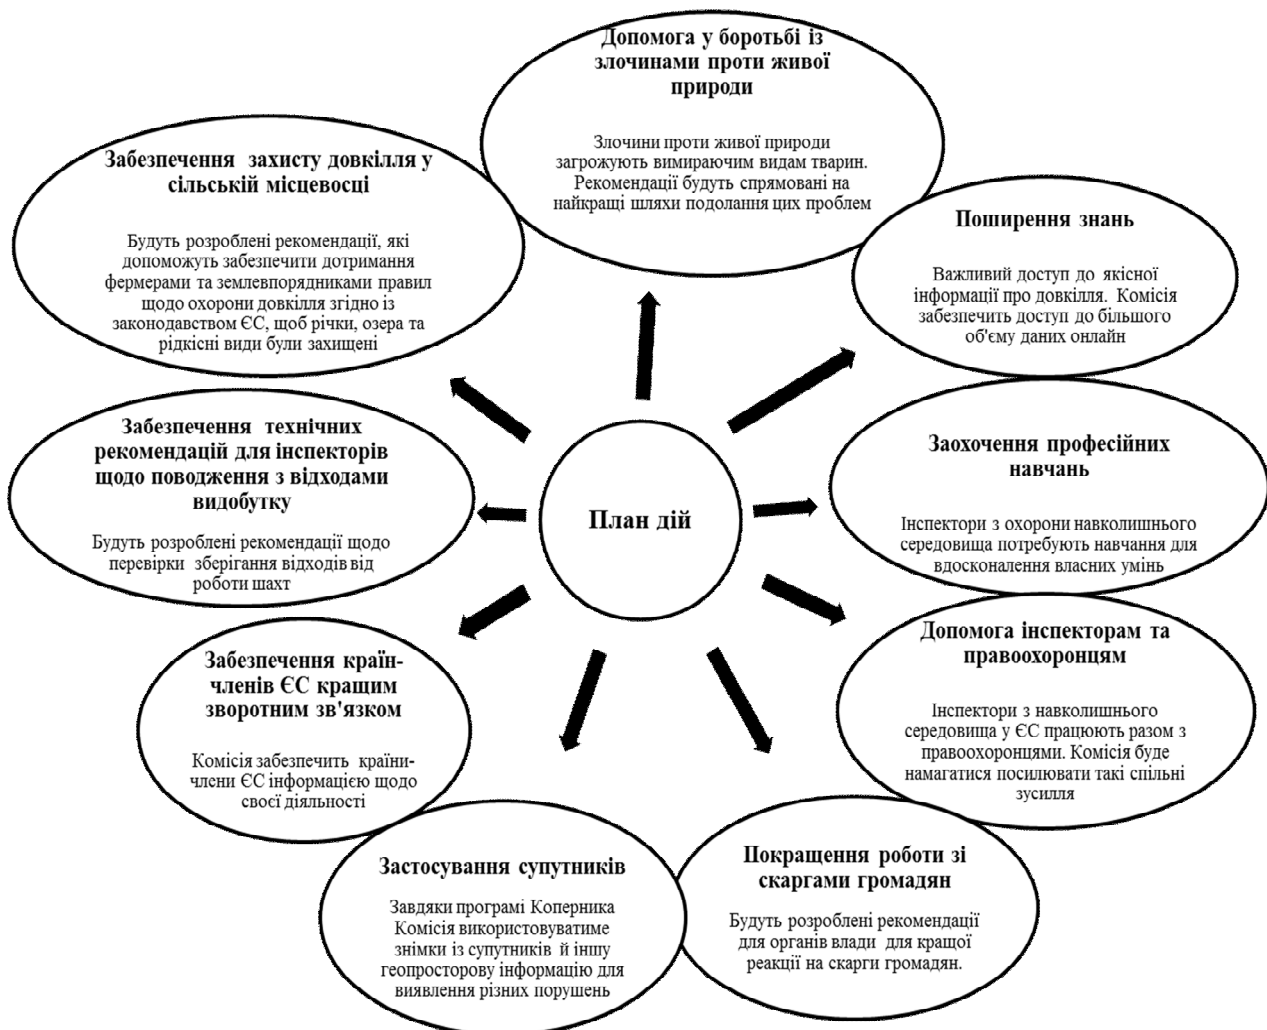 Допомога у боротьбі із
злочинами проти живої
природи
Злочини проти живої природи
загрожують вимираючим видам тварин.
Рекомендації будуть спрямовані на
найкращі шляхи подолання цих проблем
Забезпечення захисту довкілля у
сільській місцевосці
Будуть розроблені рекомендації, які
допоможуть забезпечити дотримання
фермерами та землевпорядниками правил
щодо охорони довкілля згідно із
законодавством ЄС, щоб річки, озера та
рідкісні види були захищені
Поширення знань
Важливий доступ до якісної
інформації про довкілля. Комісія
забезпечить доступ до більшого
об'єму даних онлайн
Забезпечення технічних
рекомендацій для інспекторів
щодо поводження з відходами
видобутку
Будуть розроблені рекомендації щодо
перевірки зберігання відходів від
роботи шахт
План дій
Заохочення професійних
навчань
Інспектори з охорони навколишнього
середовища потребують навчання для
вдосконалення власних умінь
Забезпечення країн-
членів ЄС кращим
зворотним зв'язком
Комісія забезпечить країни-
члени ЄС інформацією щодо
своєї діяльності
Допомога інспекторам та
правоохоронцям
Інспектори з навколишнього
середовища у ЄС працюють разом з
правоохоронцями. Комісія буде
намагатися посилювати такі спільні
зусилля
Застосування супутників
Завдяки програмі Коперника
Комісія використовуватиме
знімки із супутників й іншу
геопросторову інформацію для
виявлення різних порушень
Покращення роботи зі
скаргами громадян
Будуть розроблені рекомендації
для органів влади для кращої
реакції на скарги громадян.